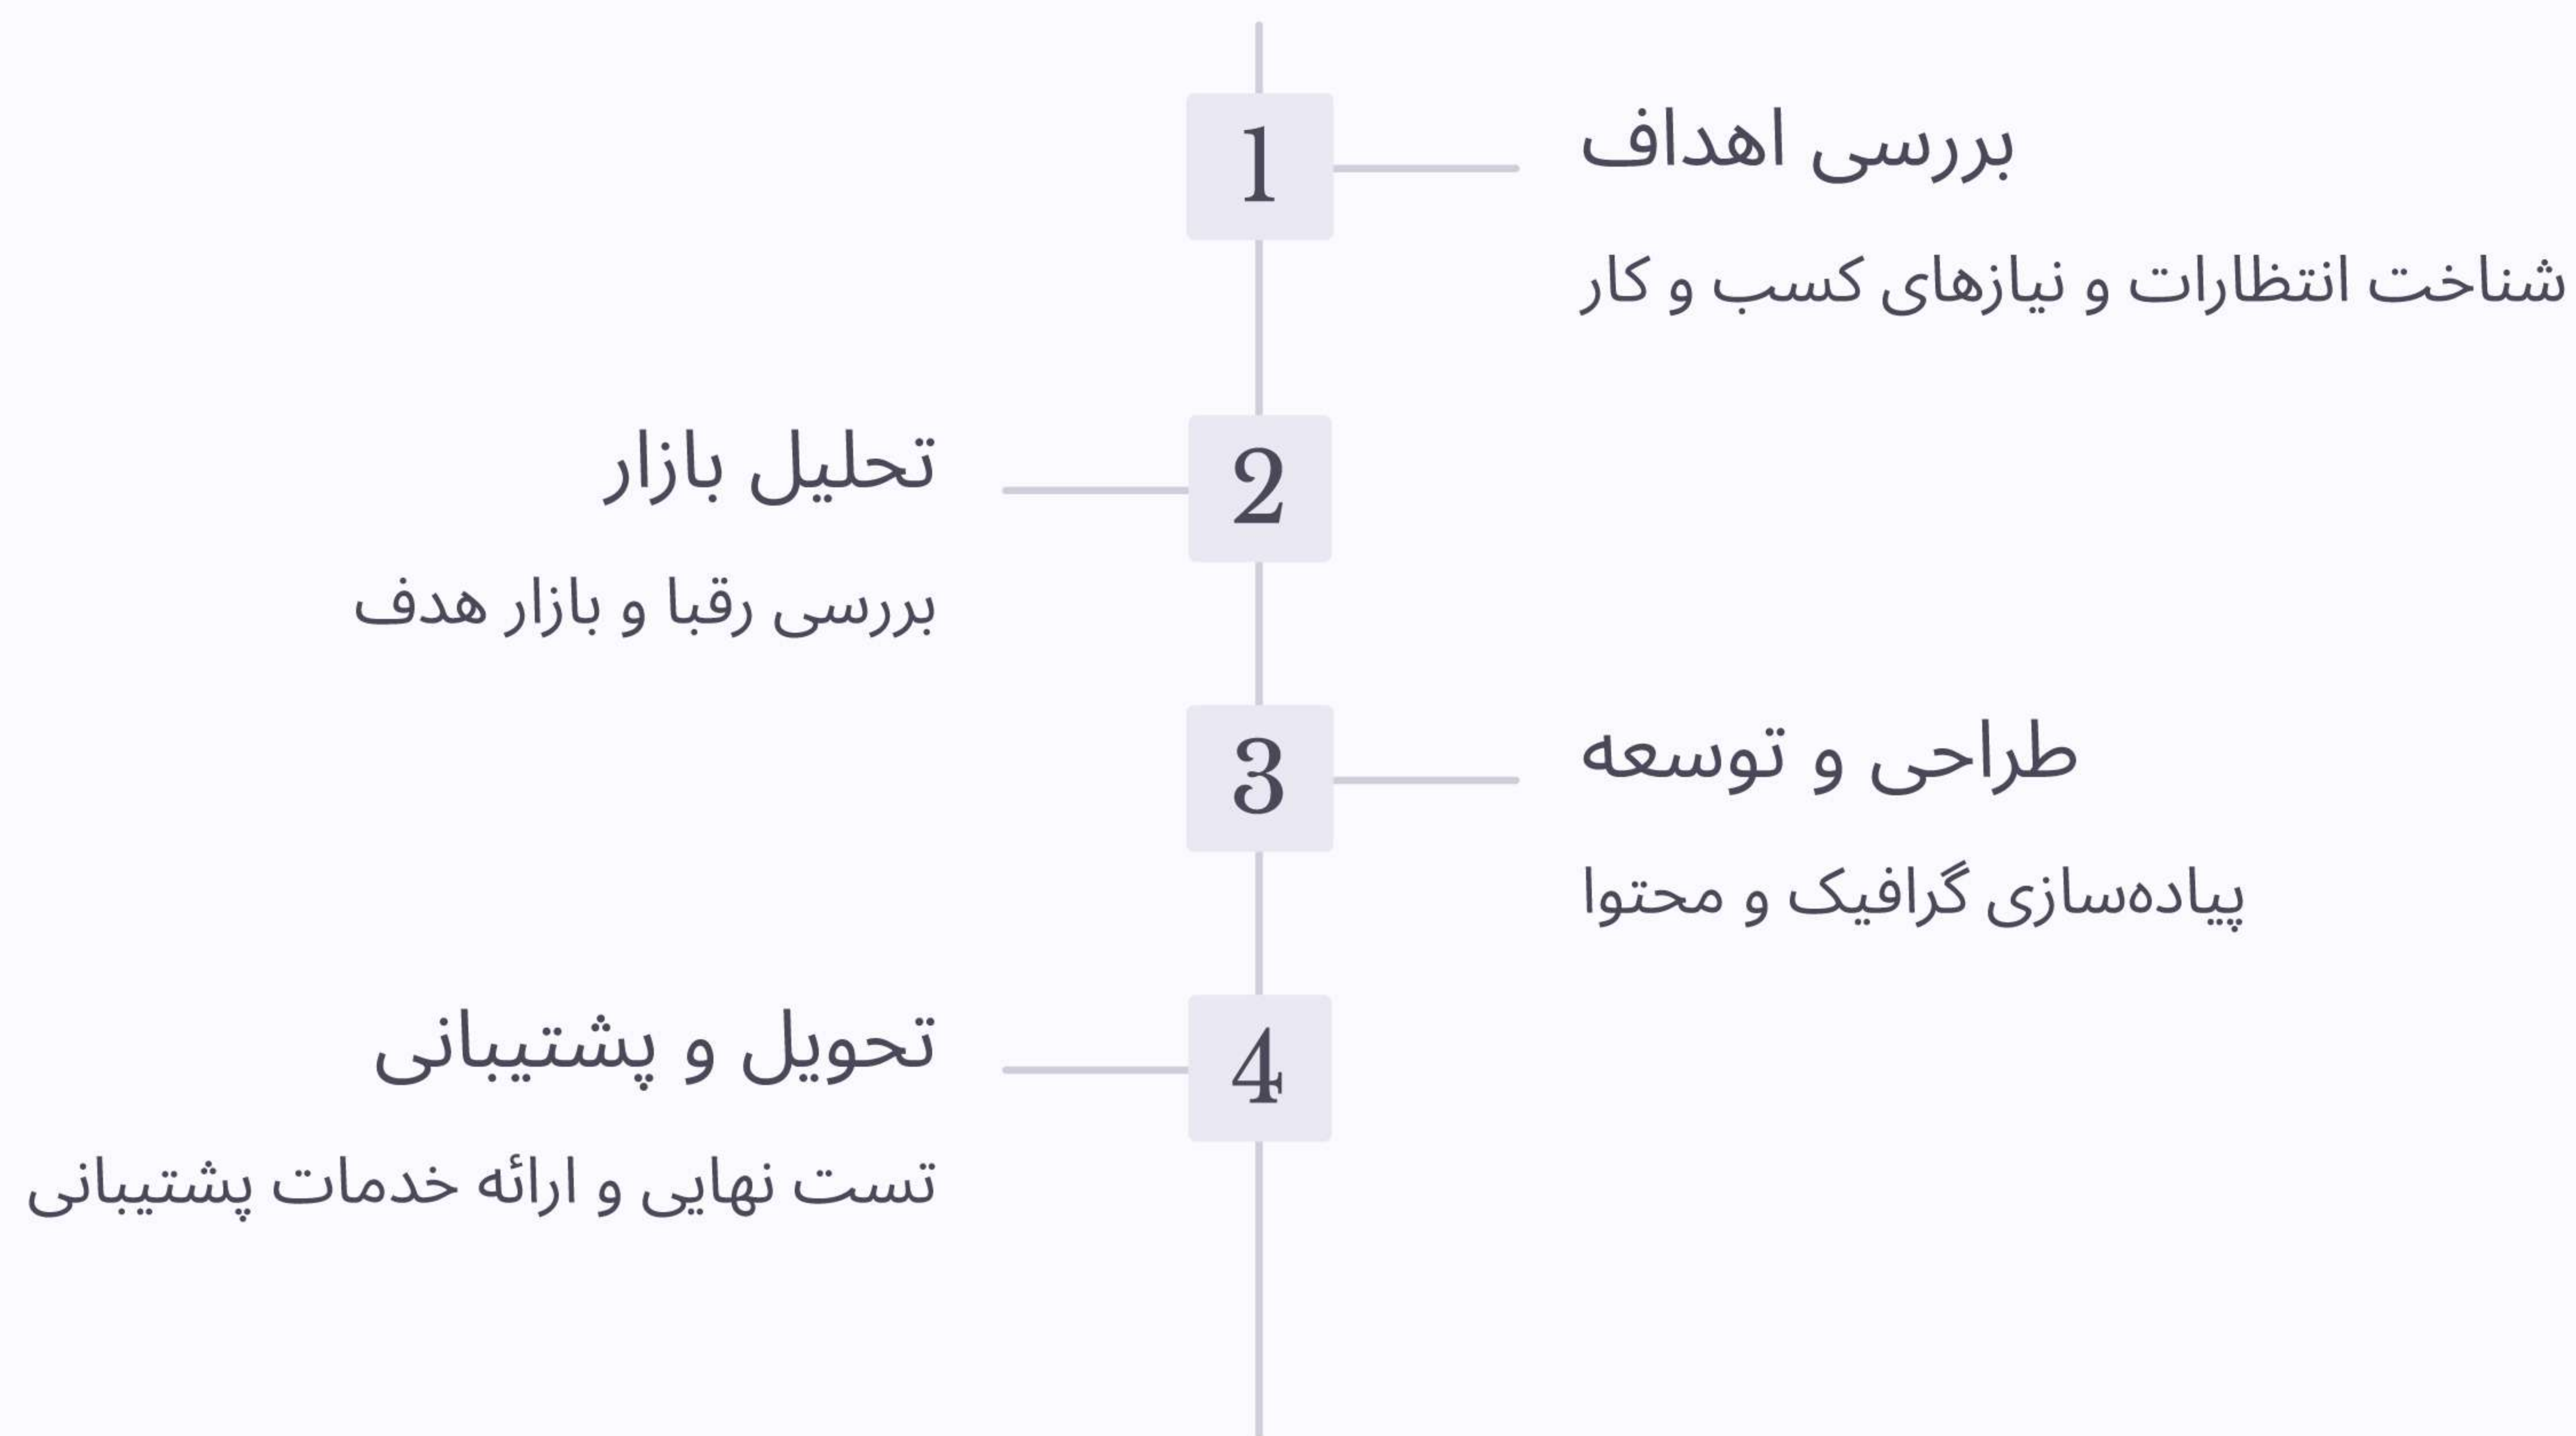 1
بررسی اهداف
شناخت انتظارات و نیازهای کسب و کار
2
تحلیل بازار
بررسی رقبا و بازار هدف
3
طراحی و توسعه
پیاده‌سازی گرافیک و محتوا
4
تحویل و پشتیبانی
تست نهایی و ارائه خدمات پشتیبانی